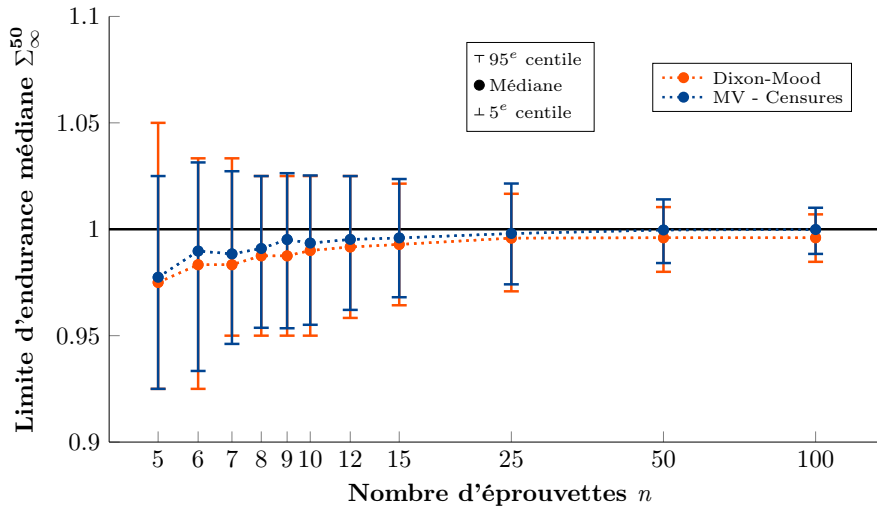 1.1
1.05
1
0.95
0.9
Limite d'endurance médiane Σ∞^50
⊤ 95e centile
● Médiane
⊥ 5e centile
Dixon-Mood
MV - Censures
5 6 7 8 9 10 12 15 25 50 100
Nombre d'éprouvettes n